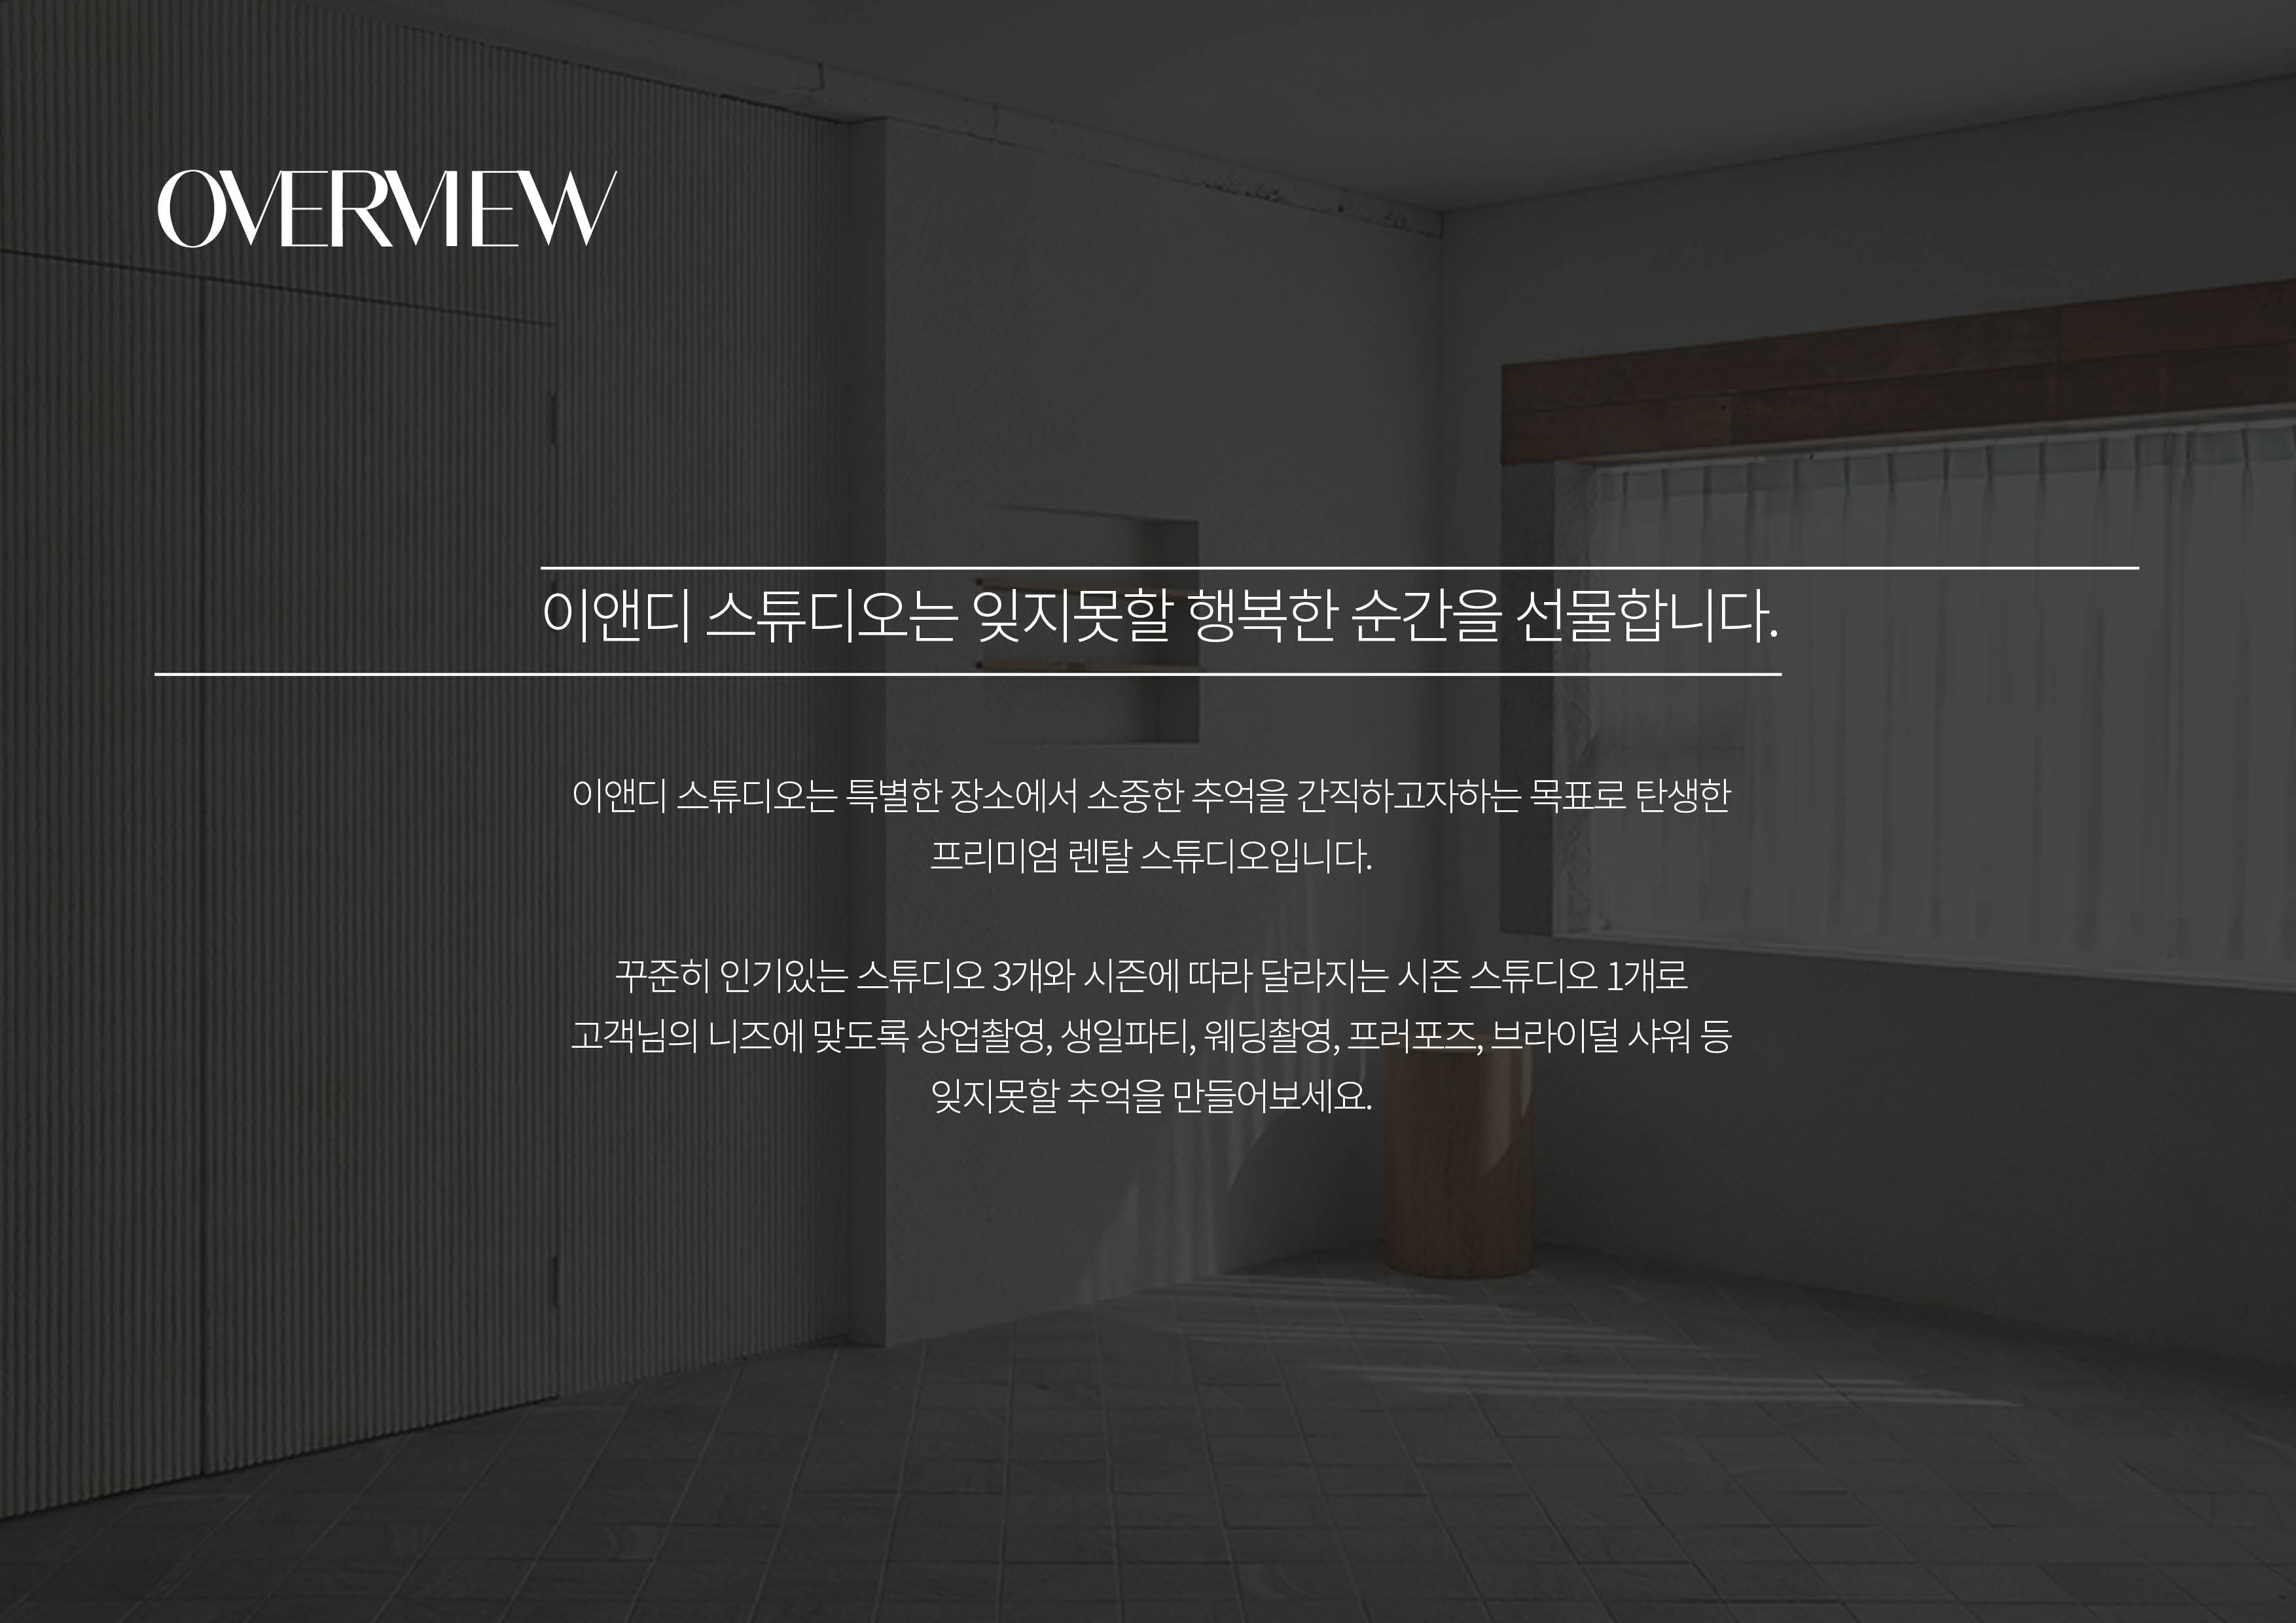 OVERVIEW
이앤디 스튜디오는 잊지못할 행복한 순간을 선물합니다.
이앤디 스튜디오는 특별한 장소에서 소중한 추억을 간직하고자하는 목표로 탄생한
프리미엄 렌탈 스튜디오입니다.
꾸준히 인기있는 스튜디오 3개와 시즌에 따라 달라지는 시즌 스튜디오 1개로
고객님의 니즈에 맞도록 상업촬영, 생일파티, 웨딩촬영, 프러포즈, 브라이덜 샤워 등
잊지못할 추억을 만들어보세요.